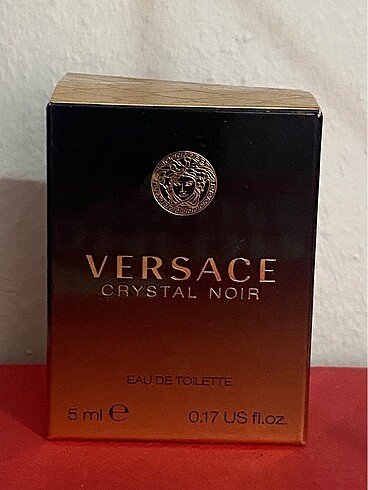 VERSACE
CRYSTAL NOIR
EAU DE TOILETTE
5 ml ℮ 0.17 US fl.oz.